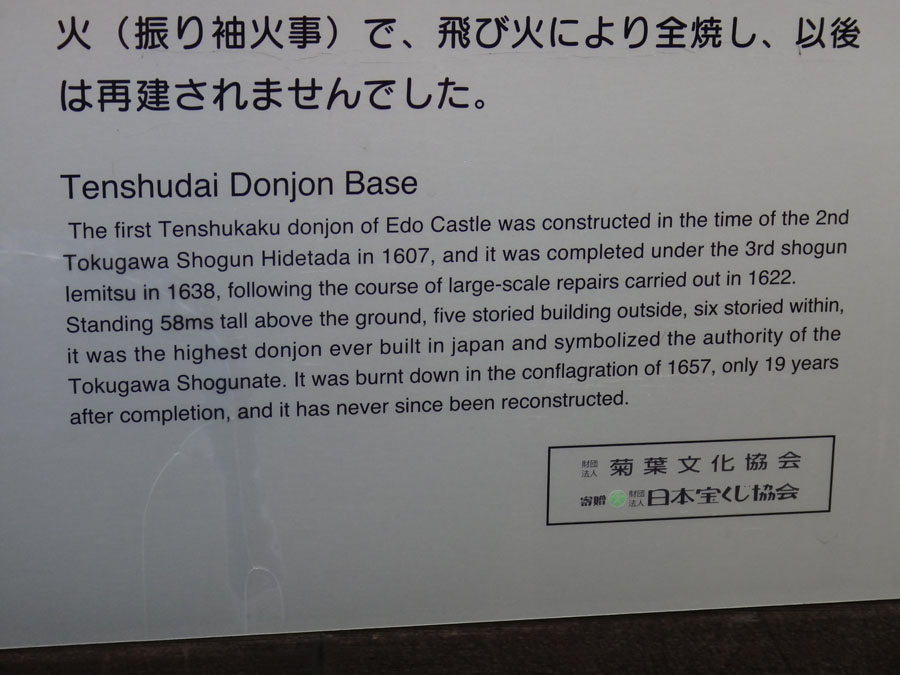 火（振り袖火事）で、飛び火により全焼し、以後
は再建されませんでした。
Tenshudai Donjon Base
The first Tenshukaku donjon of Edo Castle was constructed in the time of the 2nd
Tokugawa Shogun Hidetada in 1607, and it was completed under the 3rd shogun
Iemitsu in 1638, following the course of large-scale repairs carried out in 1622.
Standing 58ms tall above the ground, five storied building outside, six storied within,
it was the highest donjon ever built in japan and symbolized the authority of the
Tokugawa Shogunate. It was burnt down in the conflagration of 1657, only 19 years
after completion, and it has never since been reconstructed.
財団法人 菊葉文化協会
寄贈 財団法人 日本宝くじ協会